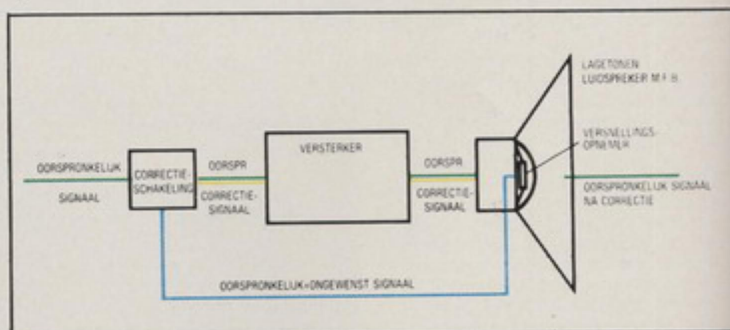 LAGETONEN
LUIDSPREKER M.F.B.
VERSNELLINGS-
OPNEMER
VERSTERKER
OORSPRONKELIJK
SIGNAAL
CORRECTIE-
SCHAKELING
OORSPR
CORRECTIE-
SIGNAAL
OORSPR
CORRECTIE-
SIGNAAL
OORSPRONKELIJK SIGNAAL
NA CORRECTIE
OORSPRONKELIJK+ONGEWENST SIGNAAL